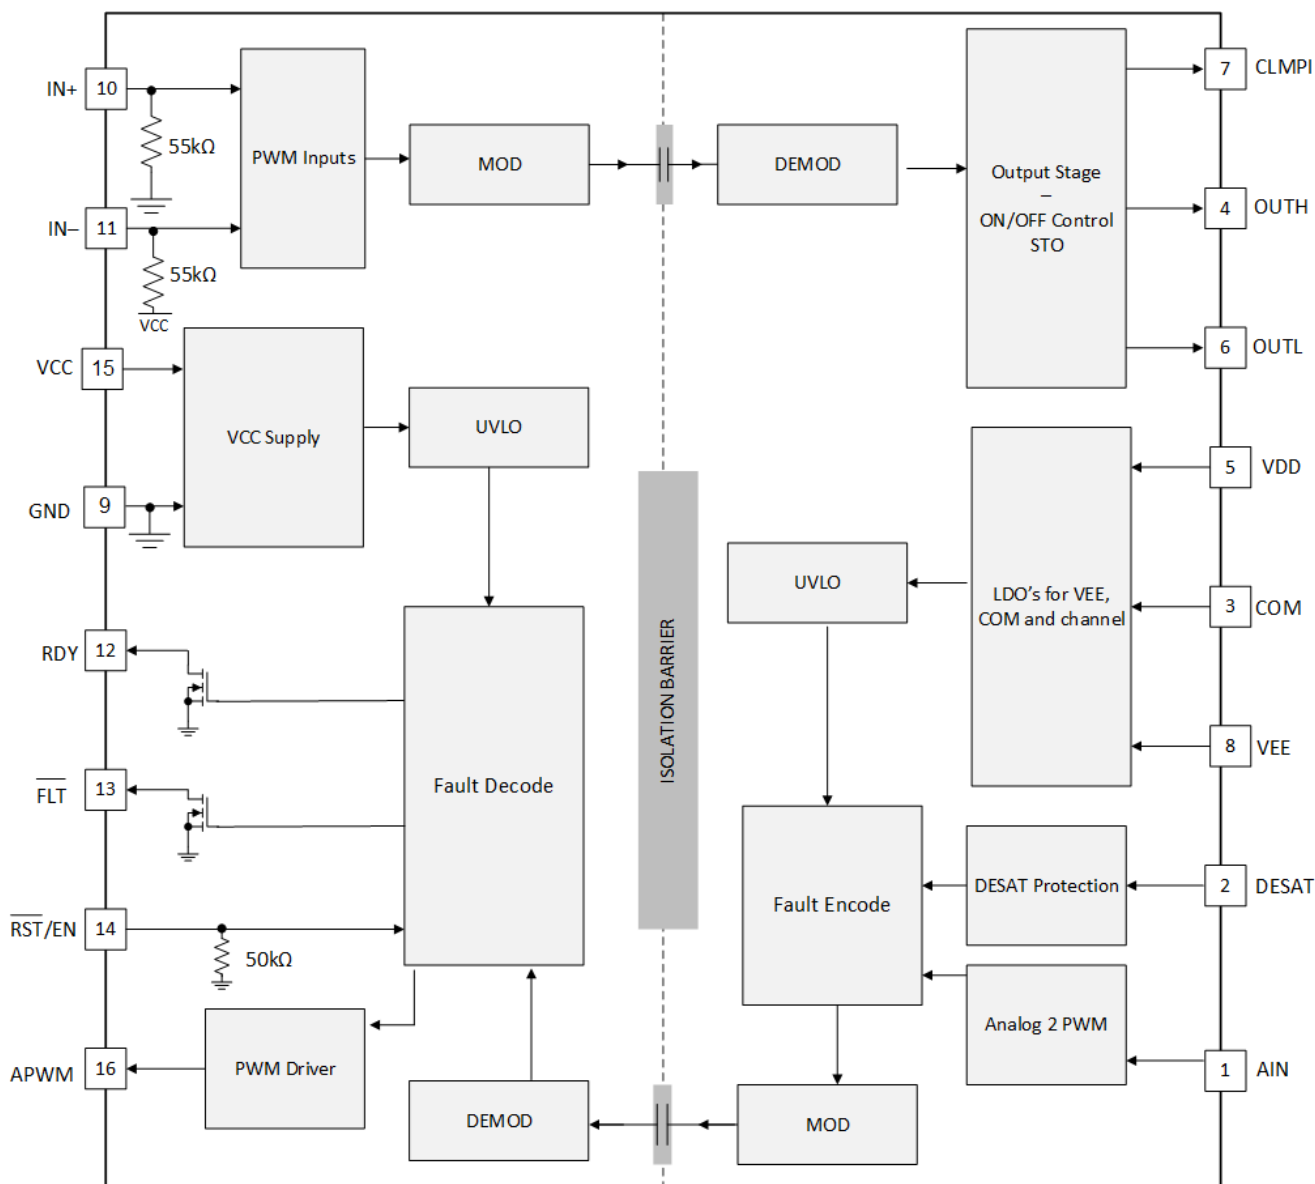 IN+
10
55kΩ
IN–
11
55kΩ
VCC
PWM Inputs
MOD
DEMOD
Output Stage
–
ON/OFF Control
STO
7
CLMPI
4
OUTH
6
OUTL
VCC
15
GND
9
VCC Supply
UVLO
ISOLATION BARRIER
UVLO
LDO's for VEE,
COM and channel
5
VDD
3
COM
8
VEE
RDY
12
FLT
13
RST/EN
14
50kΩ
Fault Decode
Fault Encode
DESAT Protection
2
DESAT
Analog 2 PWM
1
AIN
APWM
16
PWM Driver
DEMOD
MOD